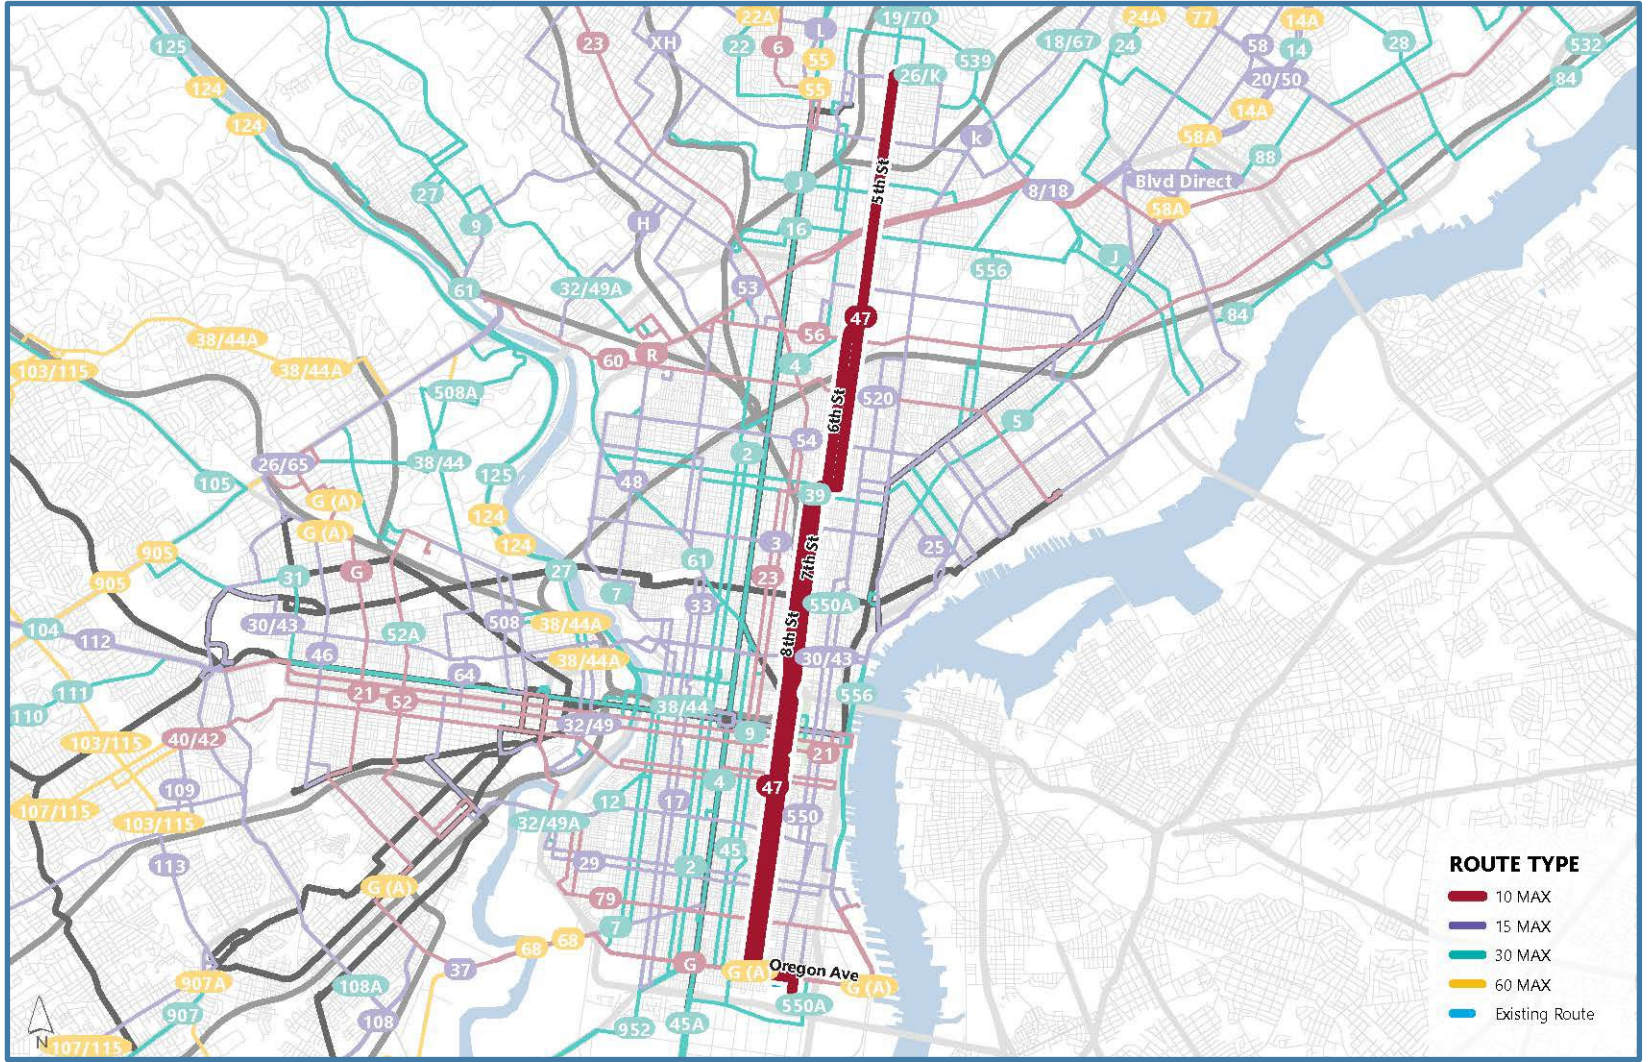 22A
19/70
24A
77
14A
125
23
XH
22
6
L
18/67
24
58
14
28
532
55
539
124
55
26/K
20/50
84
14A
124
k
58A
88
5th St
J
8/18
Blvd Direct
27
9
H
16
58A
J
556
61
32/49A
53
84
47
38/44A
56
103/115
38/44A
60
R
4
508A
6th St
520
5
54
2
26/65
38/44
125
105
48
39
G (A)
124
G (A)
3
124
25
905
7th St
61
905
31
G
27
23
7
33
550A
104
112
30/43
52A
508
38/44A
8th St
46
38/44A
30/43
64
111
21
52
556
110
38/44
32/49
9
103/115
40/42
21
4
47
109
12
17
107/115
103/115
32/49A
550
45
113
29
2
ROUTE TYPE
G (A)
79
10 MAX
7
15 MAX
68
68
30 MAX
37
G
G (A)
Oregon Ave
907A
108A
G (A)
60 MAX
550A
907
108
952
45A
Existing Route
N
107/115